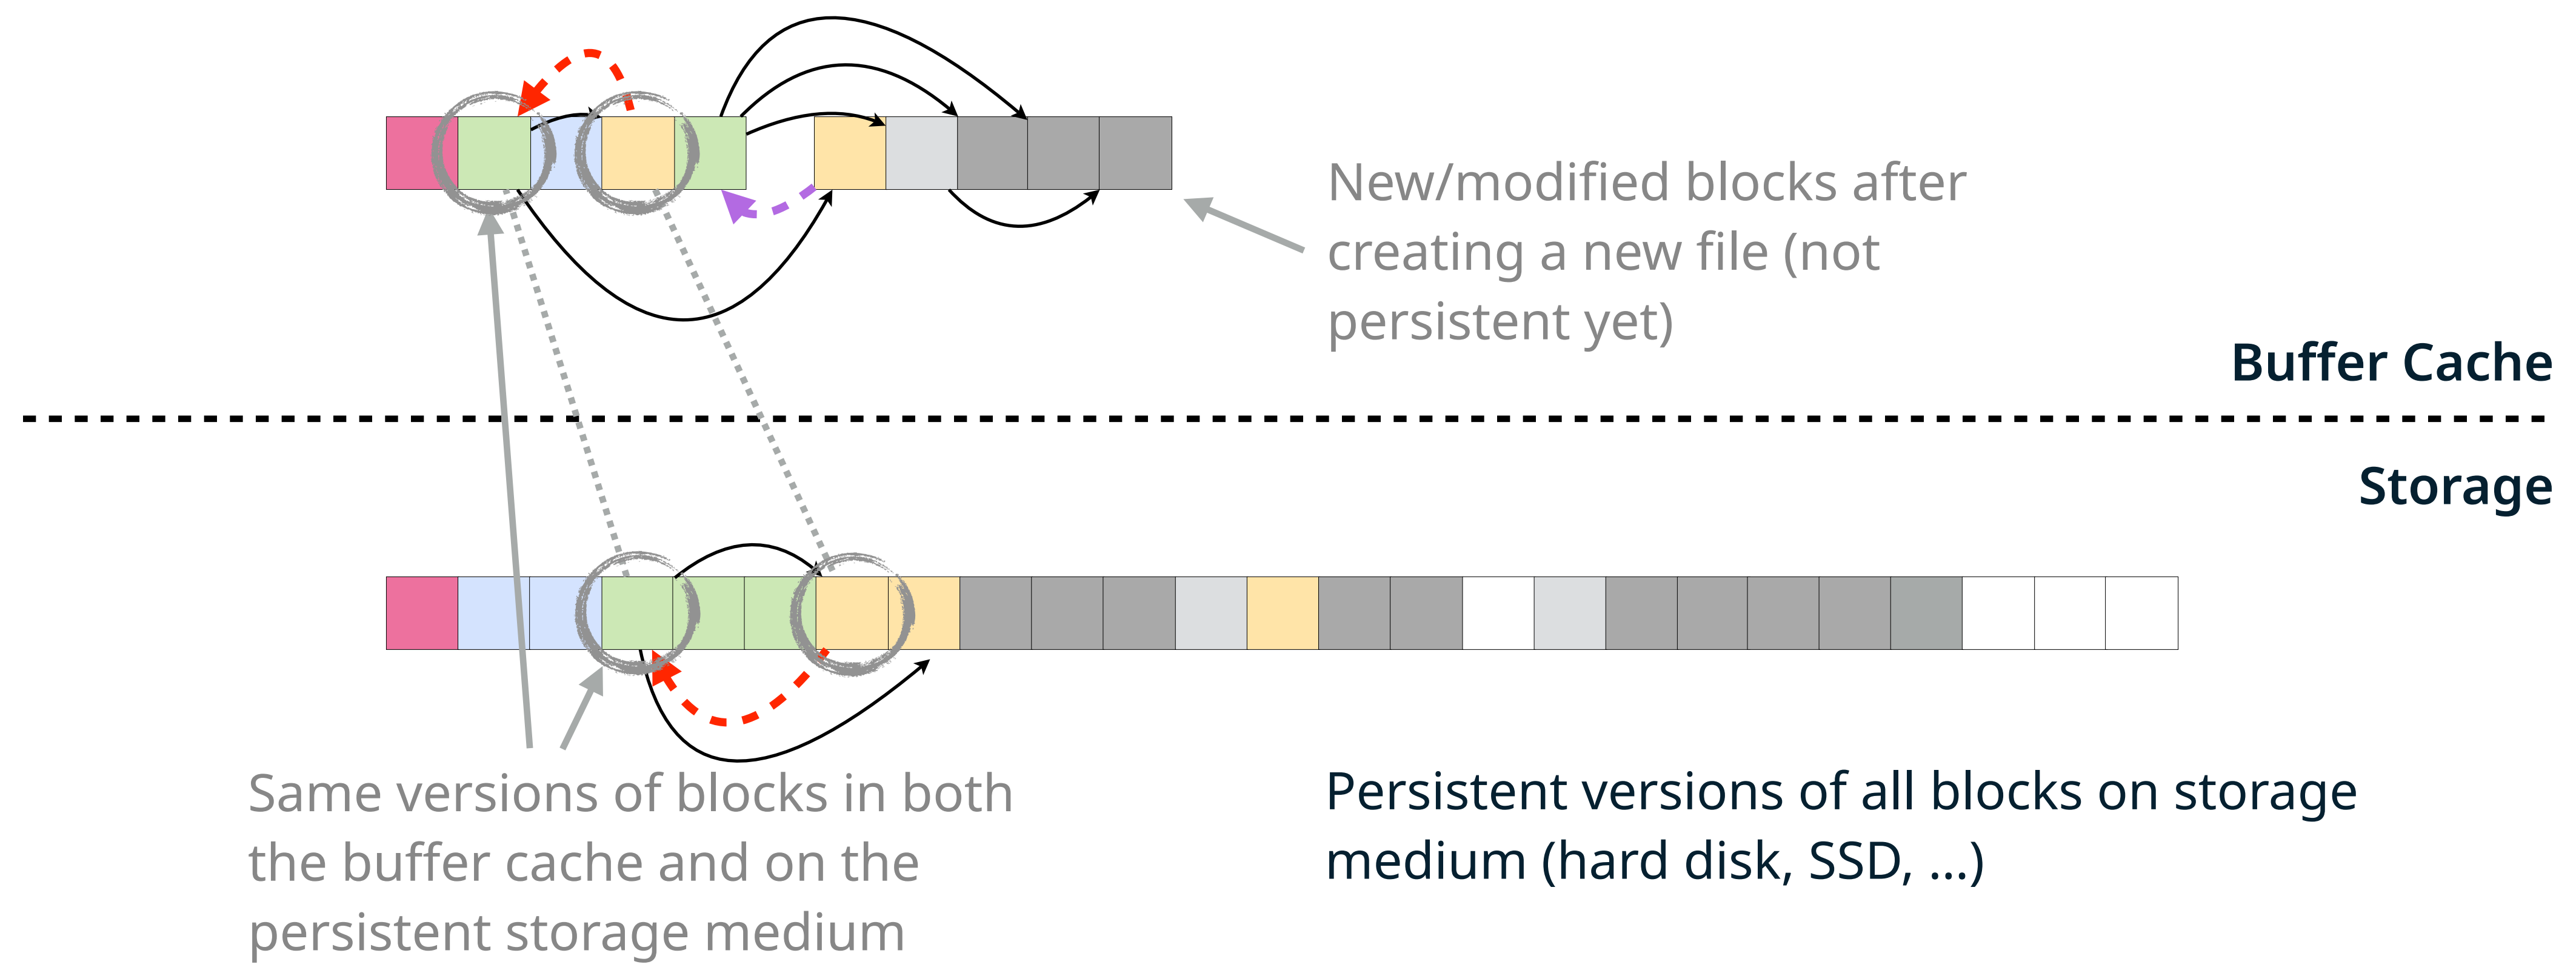 New/modified blocks after
creating a new file (not
persistent yet)
Buffer Cache
Storage
Same versions of blocks in both
the buffer cache and on the
persistent storage medium
Persistent versions of all blocks on storage
medium (hard disk, SSD, ...)